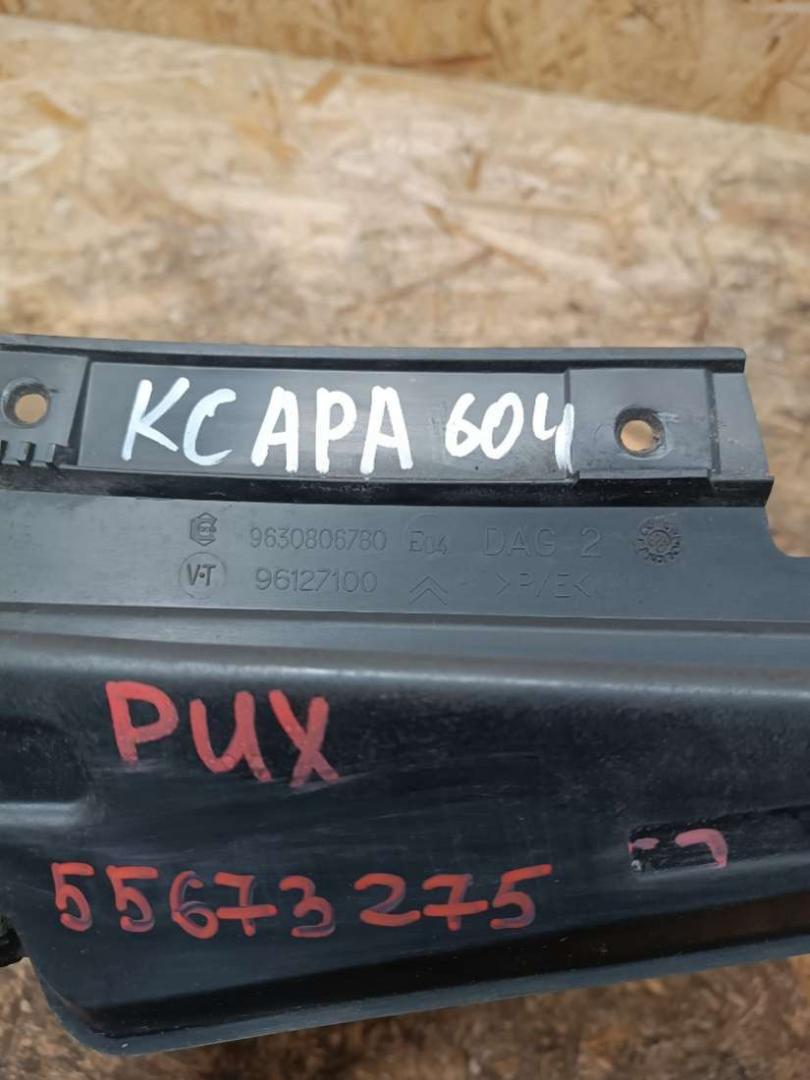 КСАРА 604
9630806780 E04 DAG 2
V-T 96127100 >P/E<
РИХ
55673275